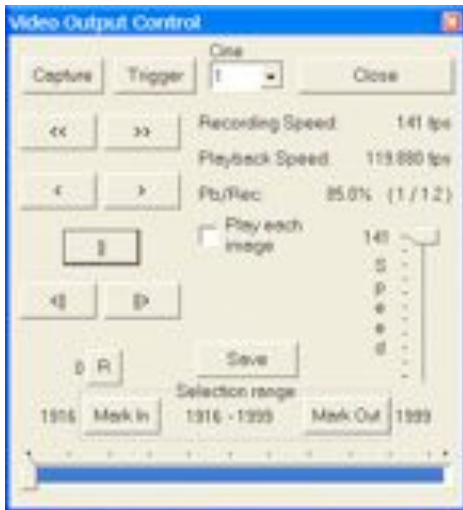 Video Output Control
Cine
Capture Trigger 1 Close
<< >> Recording Speed: 141 fps
Playback Speed: 119.880 fps
< > Pb/Rec: 85.0% (1 / 1.2)
Play each image
141
Speed
||
<|| ||>
Save
0 R
Selection range
1916 Mark In 1916 - 1999 Mark Out 1999